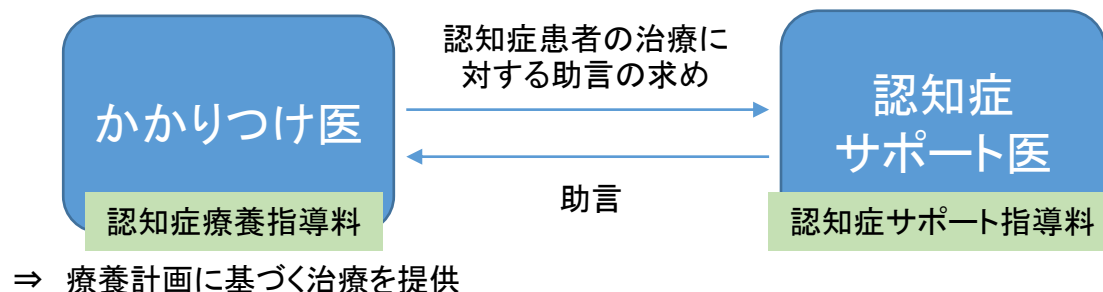 認知症患者の治療に
対する助言の求め
かかりつけ医
認知症
サポート医
助言
認知症療養指導料
認知症サポート指導料
⇒ 療養計画に基づく治療を提供